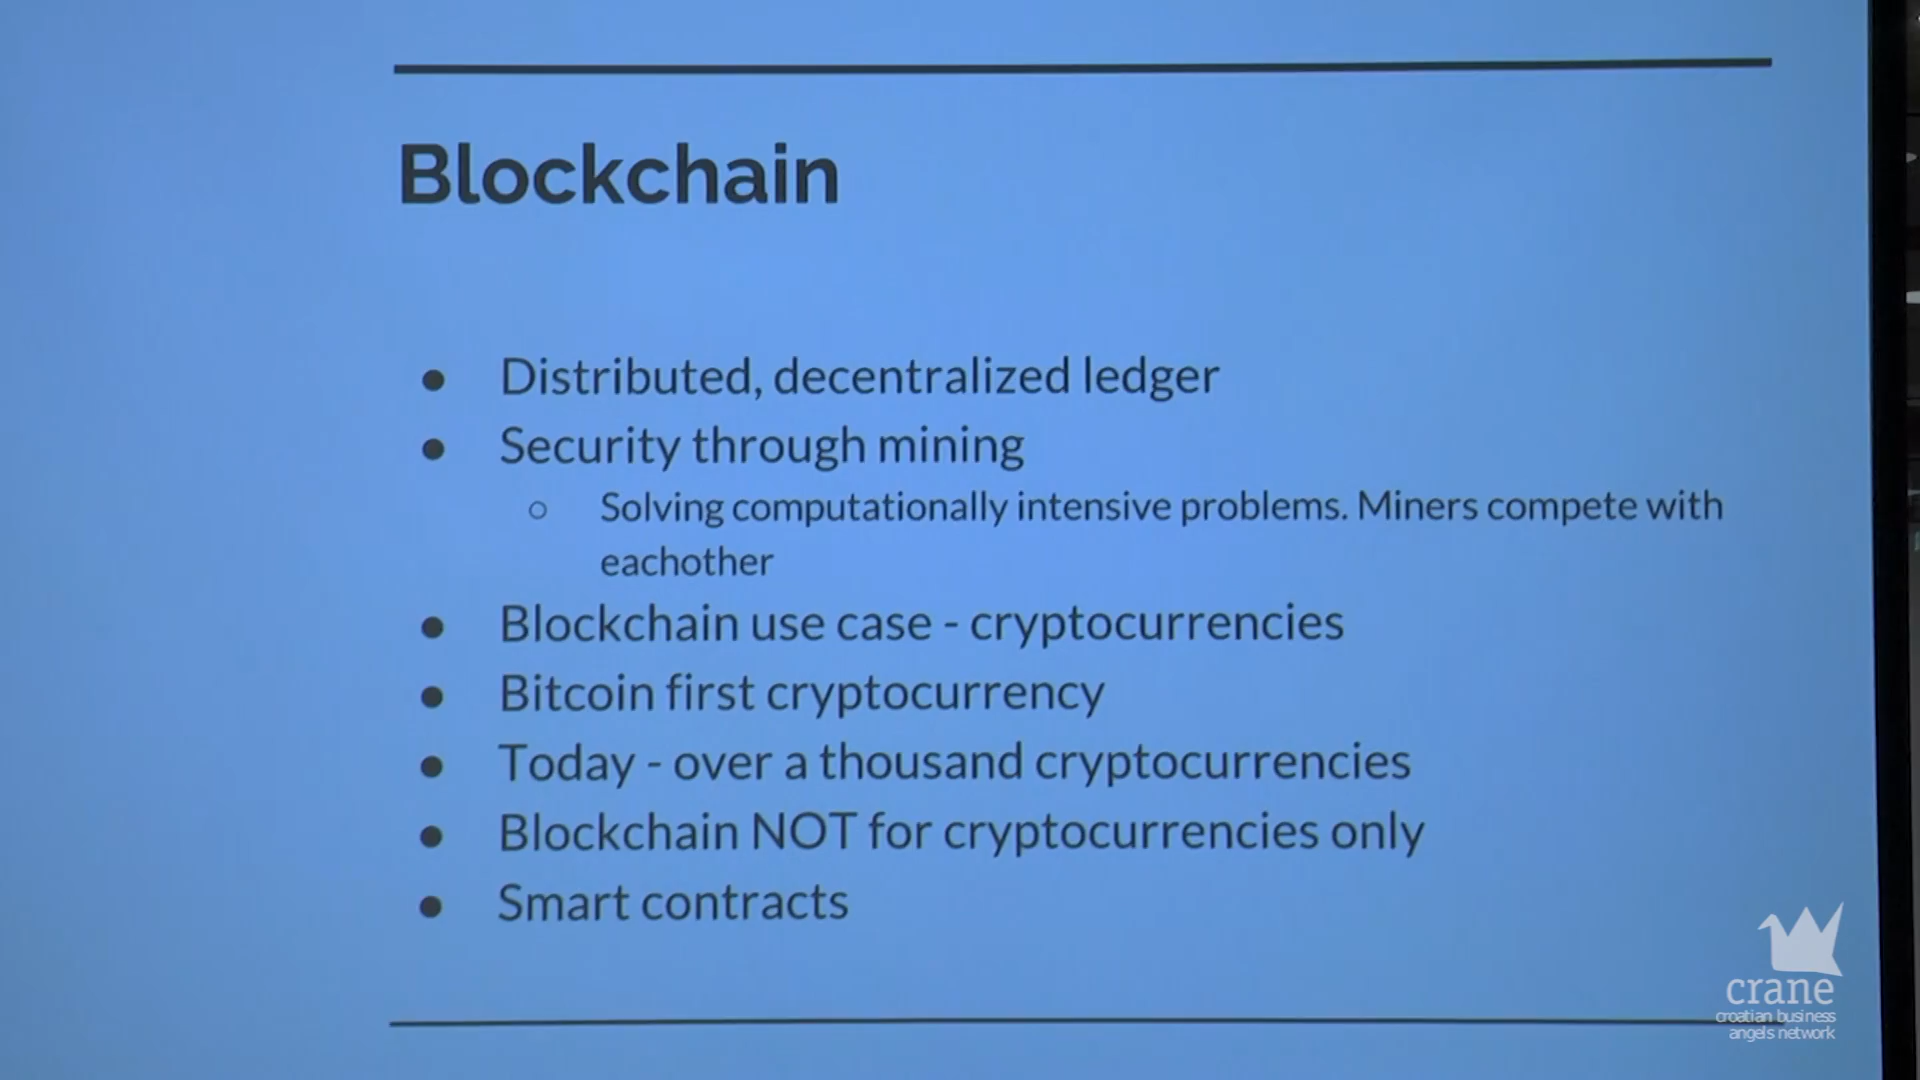 Blockchain
● Distributed, decentralized ledger
● Security through mining
○ Solving computationally intensive problems. Miners compete with
eachother
● Blockchain use case - cryptocurrencies
● Bitcoin first cryptocurrency
● Today - over a thousand cryptocurrencies
● Blockchain NOT for cryptocurrencies only
● Smart contracts
crane
croatian business
angels network